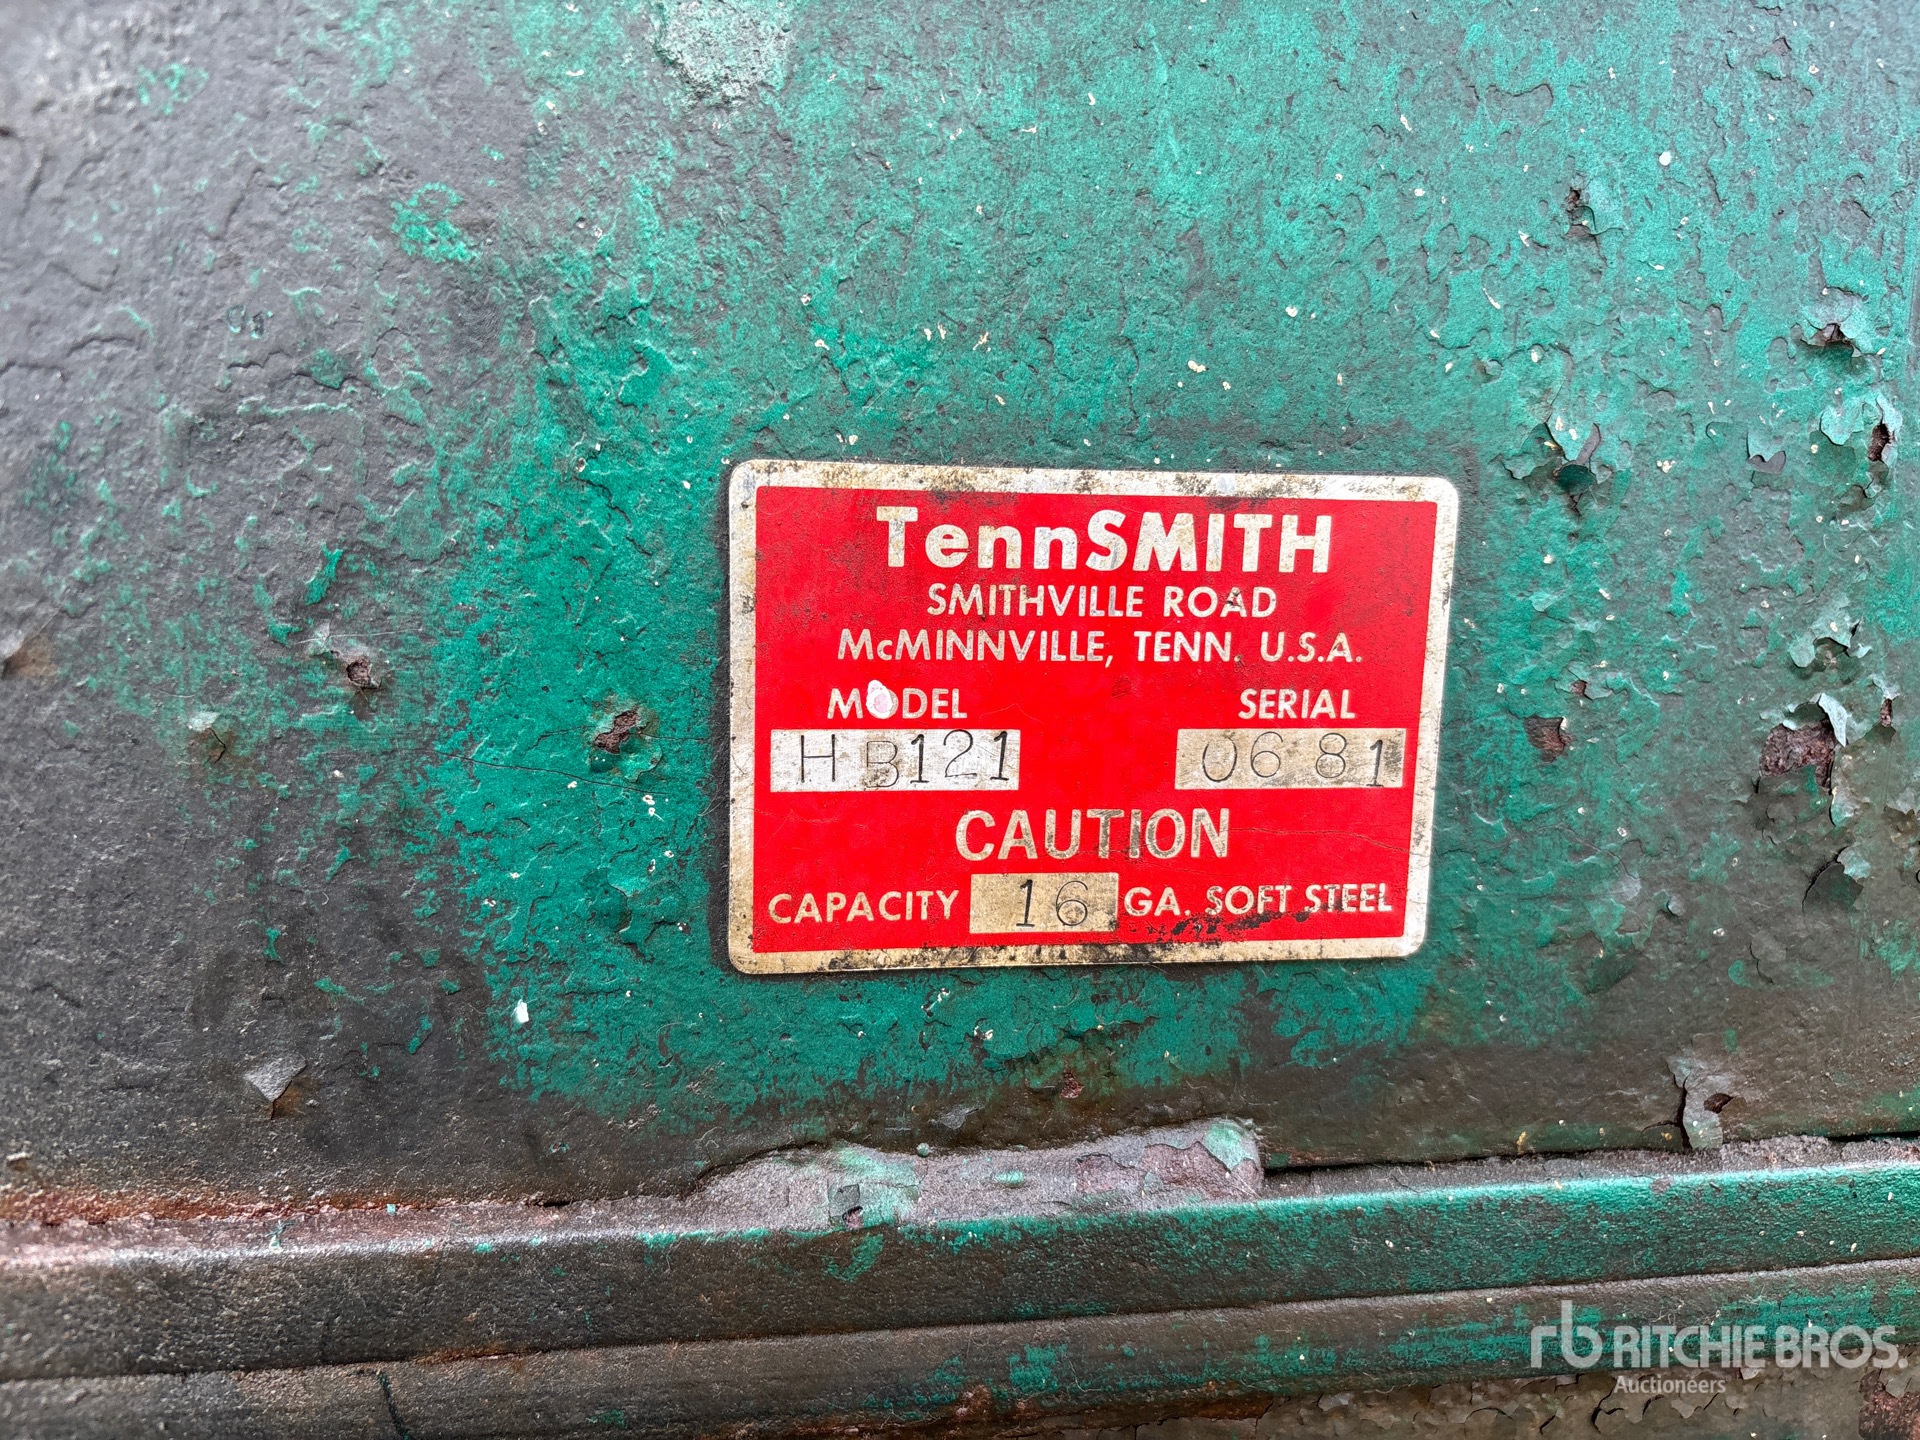 TennSMITH
SMITHVILLE ROAD
McMINNVILLE, TENN. U.S.A.
MODEL SERIAL
HB121 0681
CAUTION
CAPACITY 16 GA. SOFT STEEL
rb RITCHIE BROS.
Auctioneers